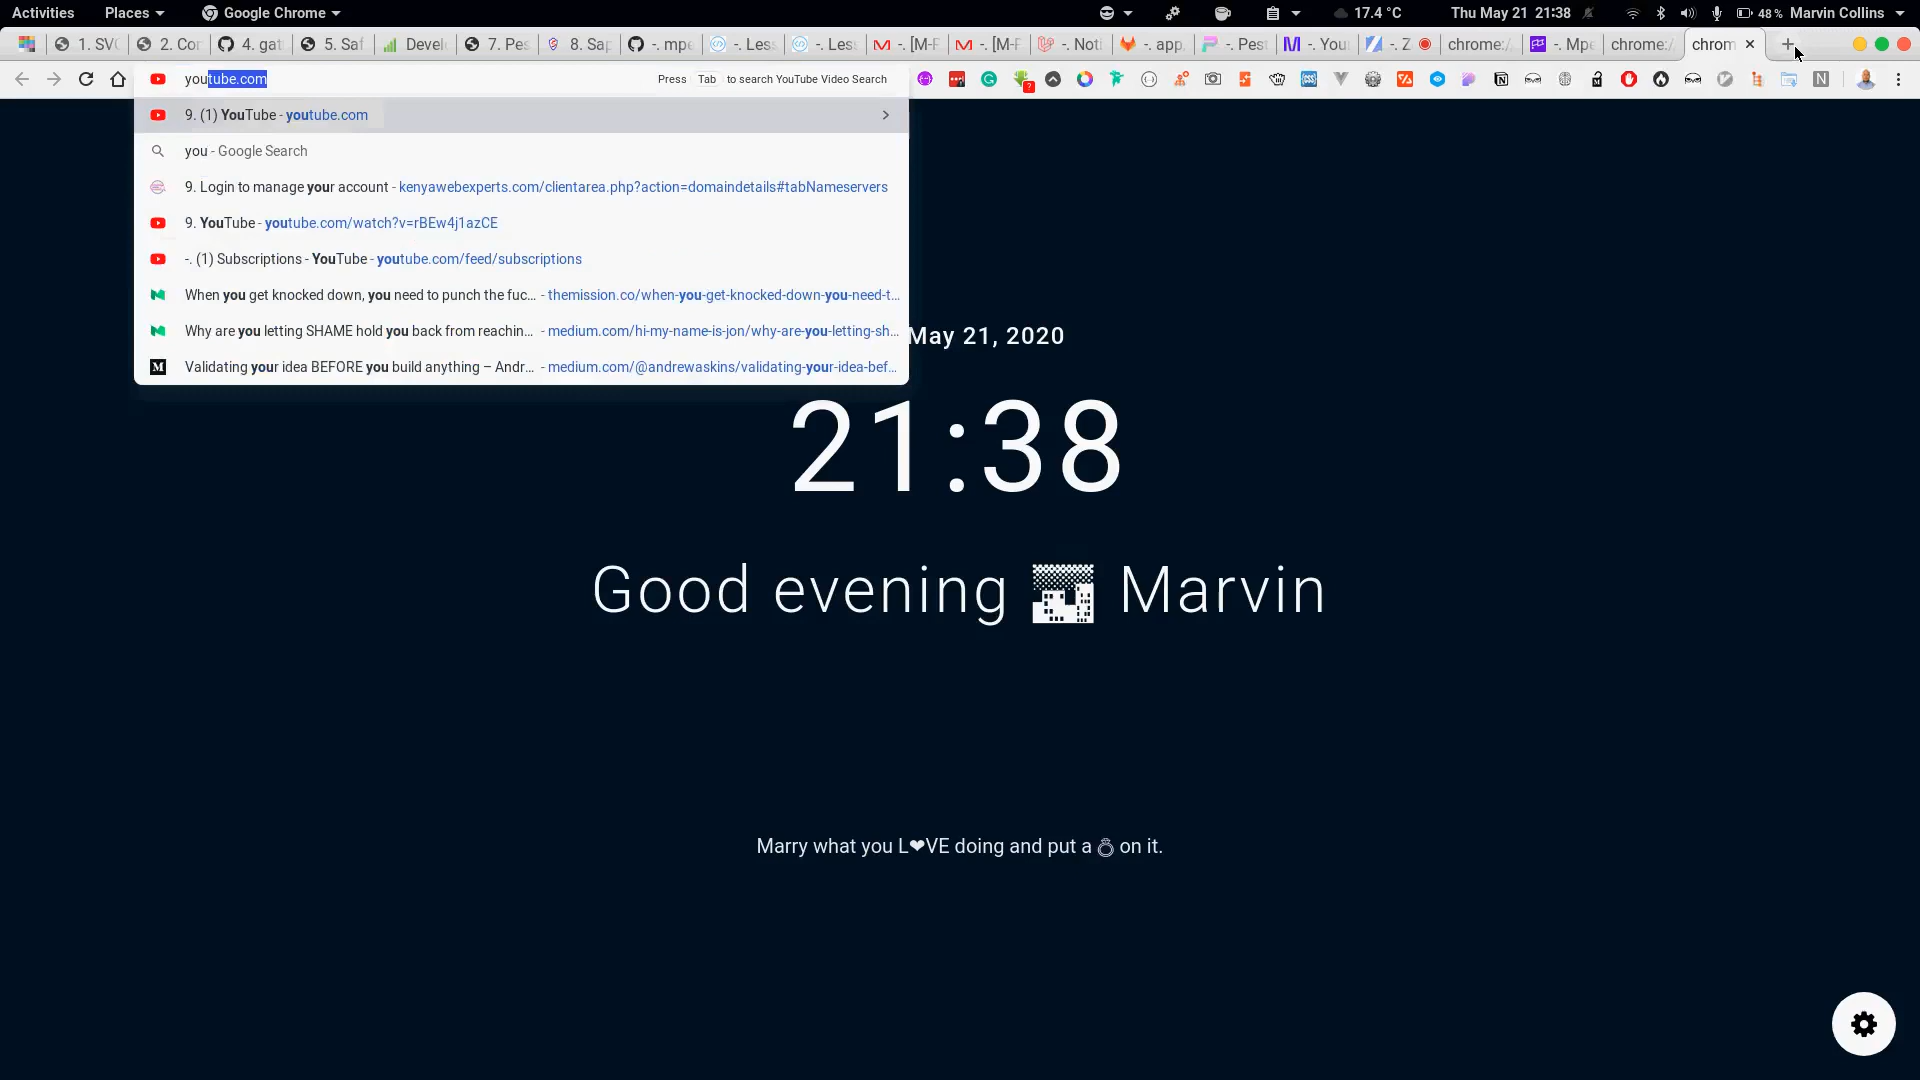 Activities Places Google Chrome 17.4 °C Thu May 21 21:38 48 % Marvin Collins
1. SVG 2. Cor 4. gat 5. Saf Devel 7. Pes 8. Sap -. mpe -. Less -. Less -. [M-P -. [M-P -. Noti -. app. -. Pest -. You -. Z chrome:/ -. Mpe chrome:/ chrom
youtube.com Press Tab to search YouTube Video Search
9. (1) YouTube - youtube.com
you - Google Search
9. Login to manage your account - kenyawebexperts.com/clientarea.php?action=domaindetails#tabNameservers
9. YouTube - youtube.com/watch?v=rBEw4j1azCE
-. (1) Subscriptions - YouTube - youtube.com/feed/subscriptions
When you get knocked down, you need to punch the fuc... - themission.co/when-you-get-knocked-down-you-need-t...
Why are you letting SHAME hold you back from reachin... - medium.com/hi-my-name-is-jon/why-are-you-letting-sh...
Validating your idea BEFORE you build anything – Andr... - medium.com/@andrewaskins/validating-your-idea-bef...
May 21, 2020
21:38
Good evening Marvin
Marry what you L❤VE doing and put a 💍 on it.